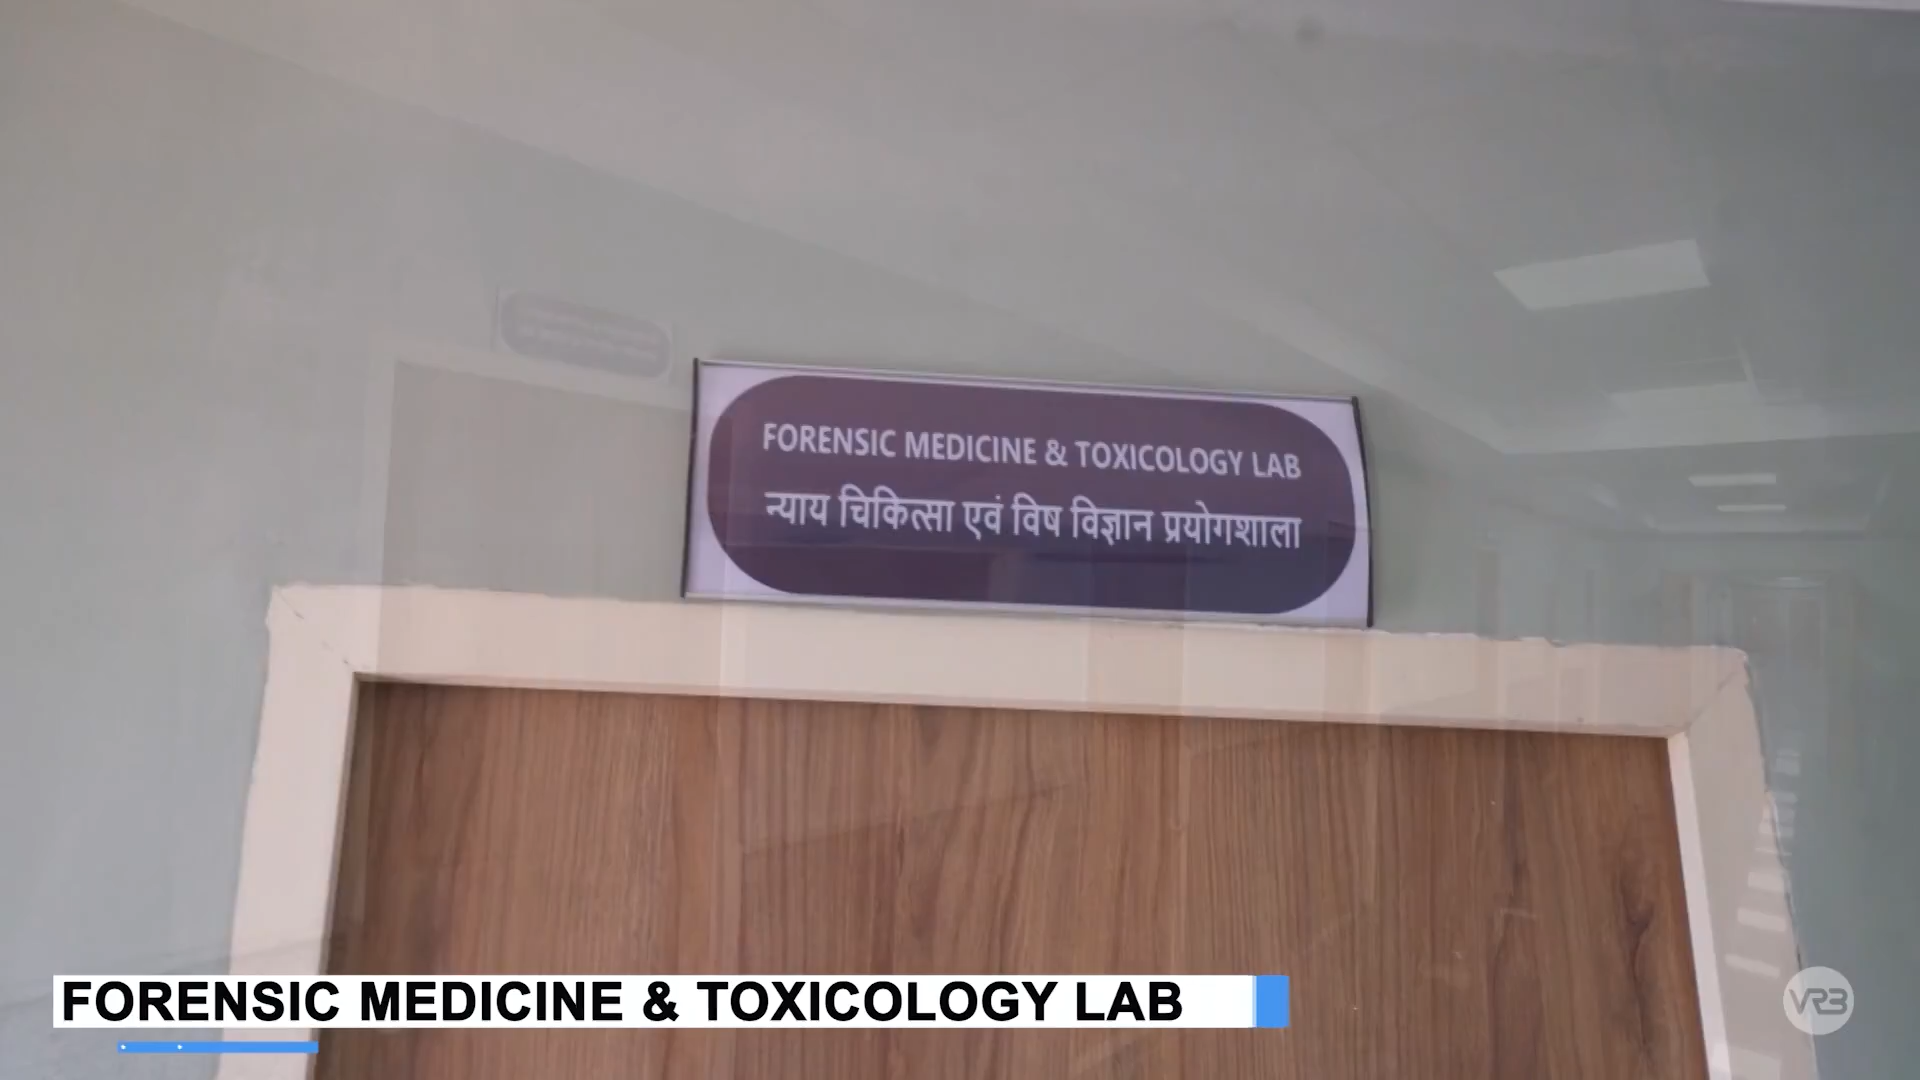 FORENSIC MEDICINE & TOXICOLOGY LAB
न्याय चिकित्सा एवं विष विज्ञान प्रयोगशाला
FORENSIC MEDICINE & TOXICOLOGY LAB
VRB